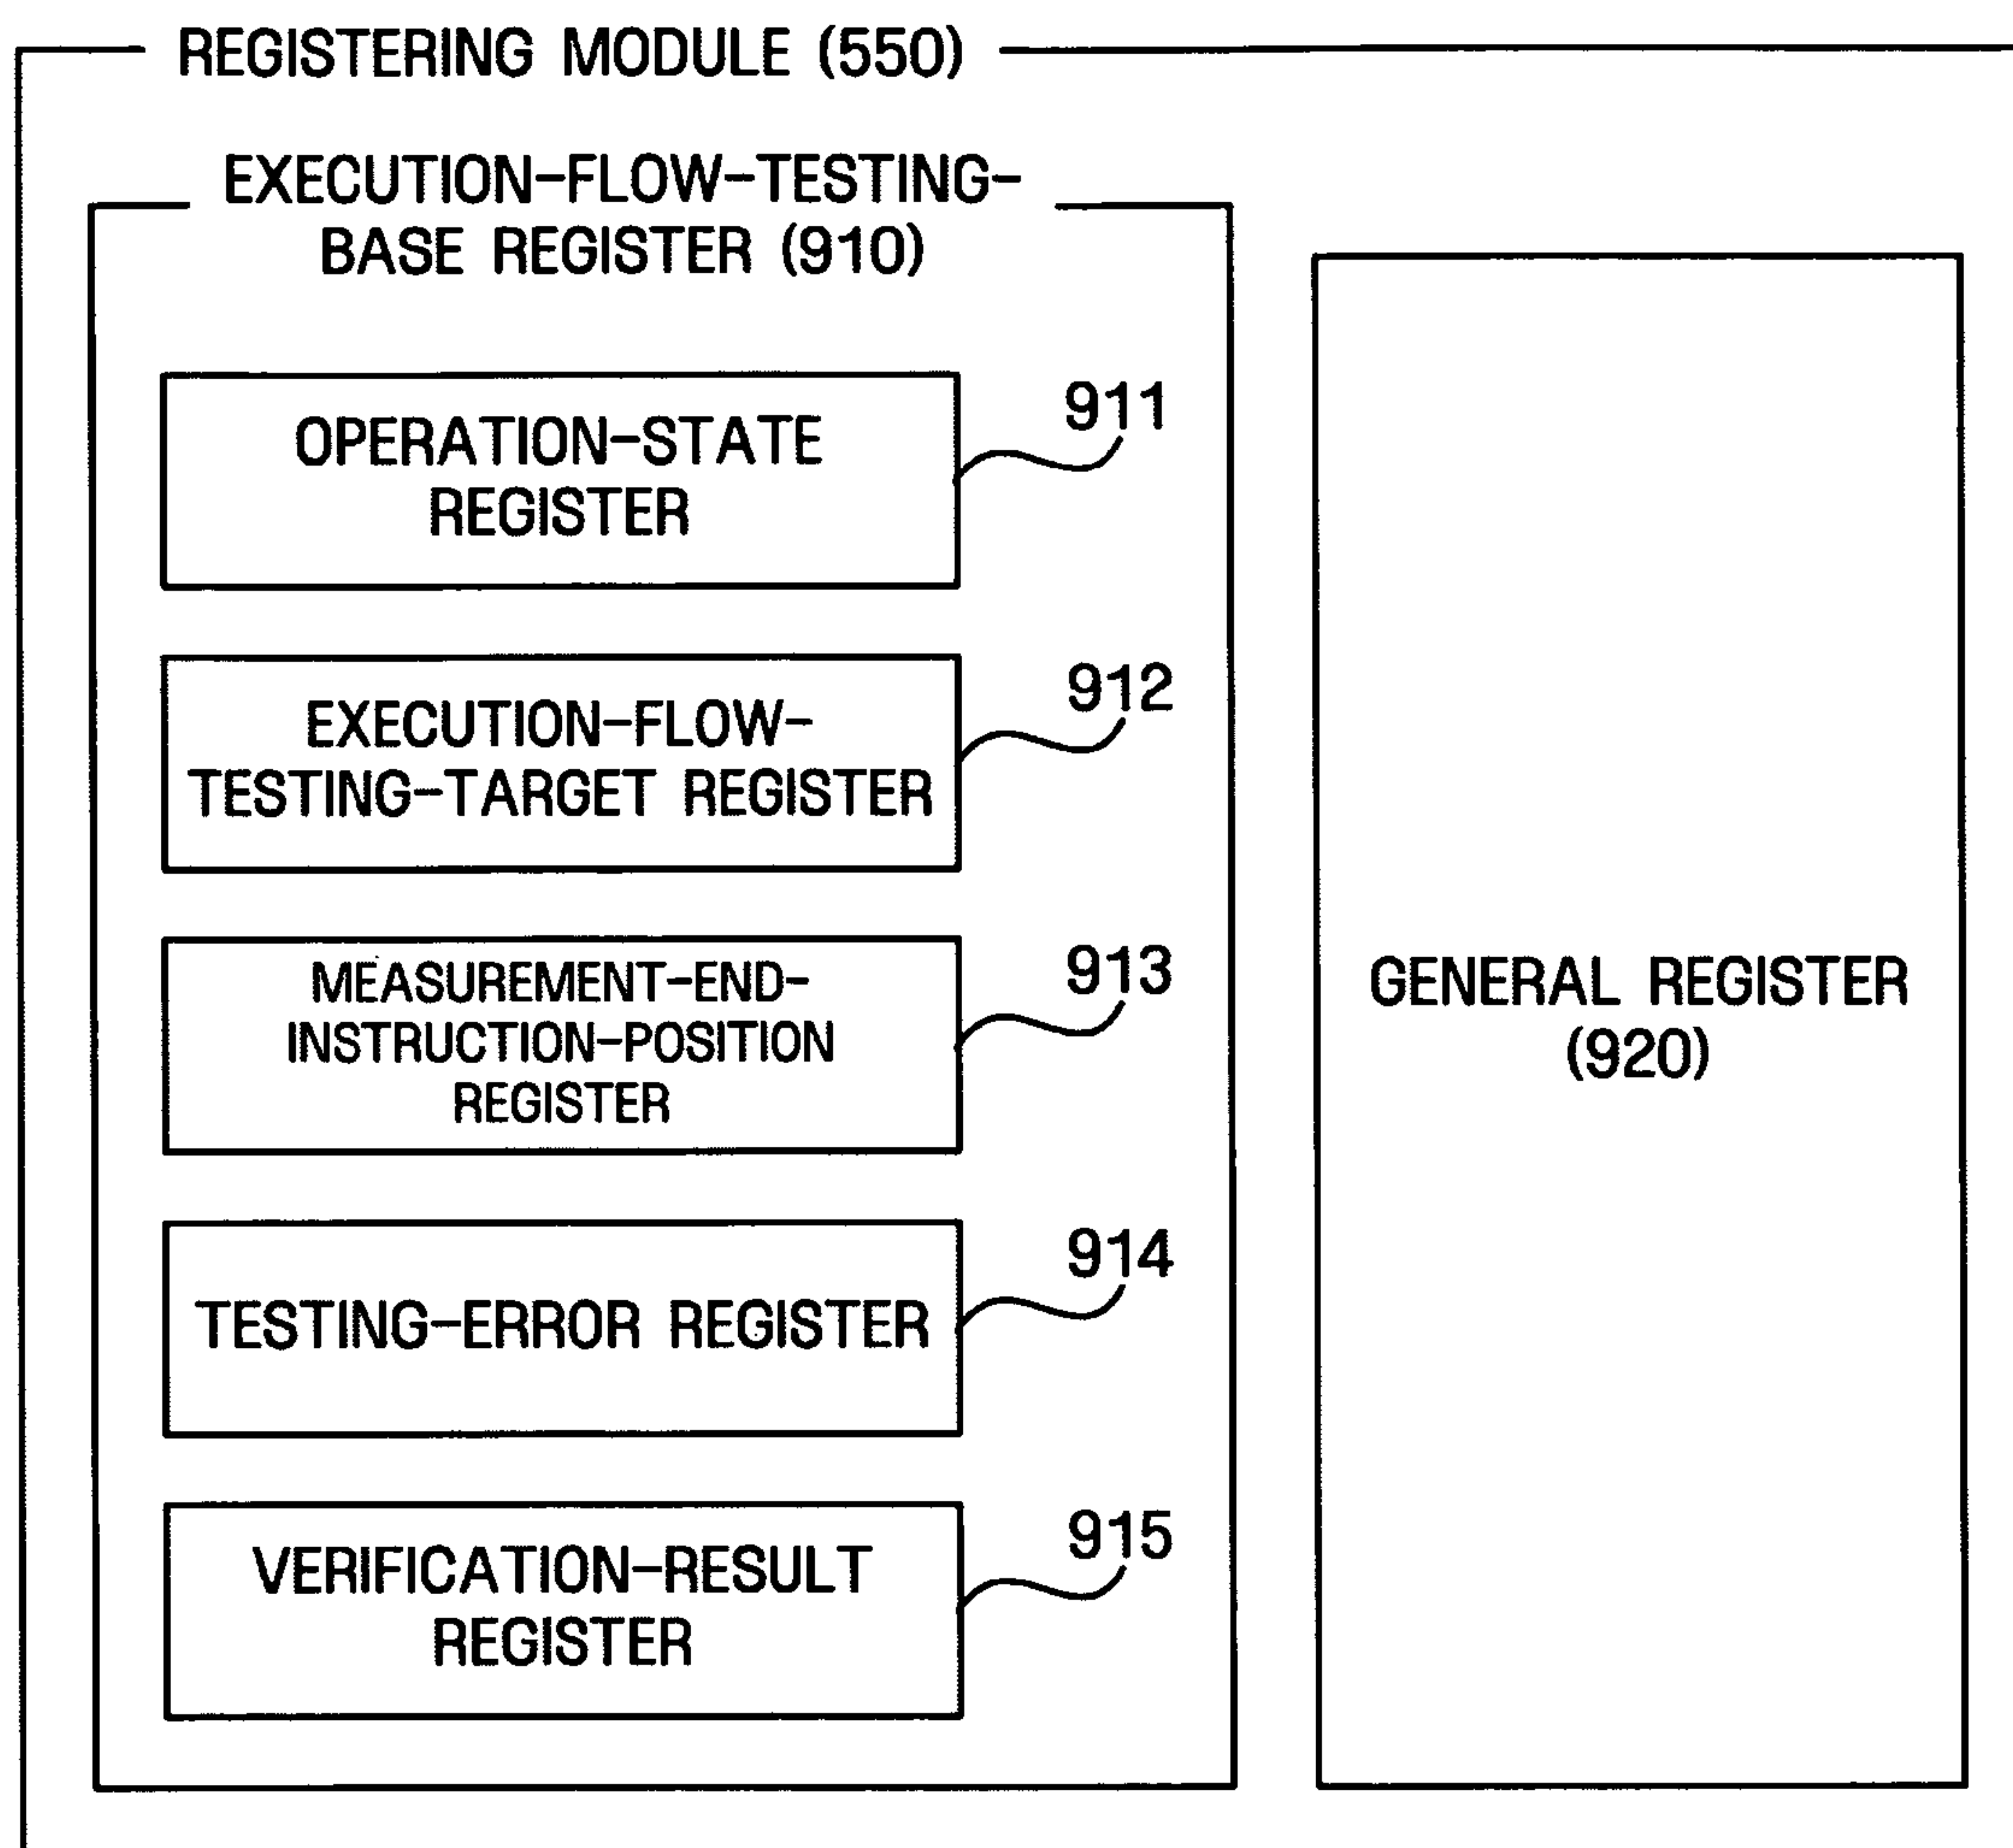 REGISTERING MODULE (550)
EXECUTION-FLOW-TESTING-
BASE REGISTER (910)
OPERATION-STATE
REGISTER
911
EXECUTION-FLOW-
TESTING-TARGET REGISTER
912
MEASUREMENT-END-
INSTRUCTION-POSITION
REGISTER
913
TESTING-ERROR REGISTER
914
VERIFICATION-RESULT
REGISTER
915
GENERAL REGISTER
(920)